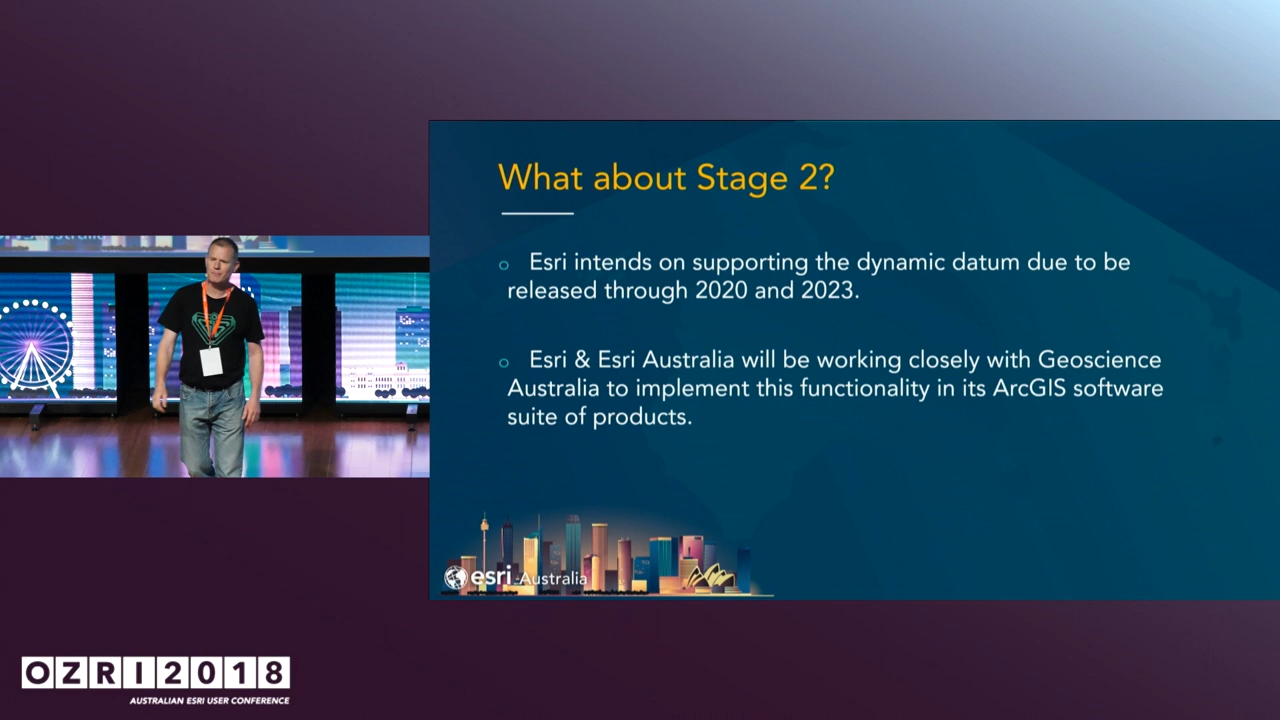 What about Stage 2?
o Esri intends on supporting the dynamic datum due to be
released through 2020 and 2023.
o Esri & Esri Australia will be working closely with Geoscience
Australia to implement this functionality in its ArcGIS software
suite of products.
esri Australia
OZRI2018
AUSTRALIAN ESRI USER CONFERENCE